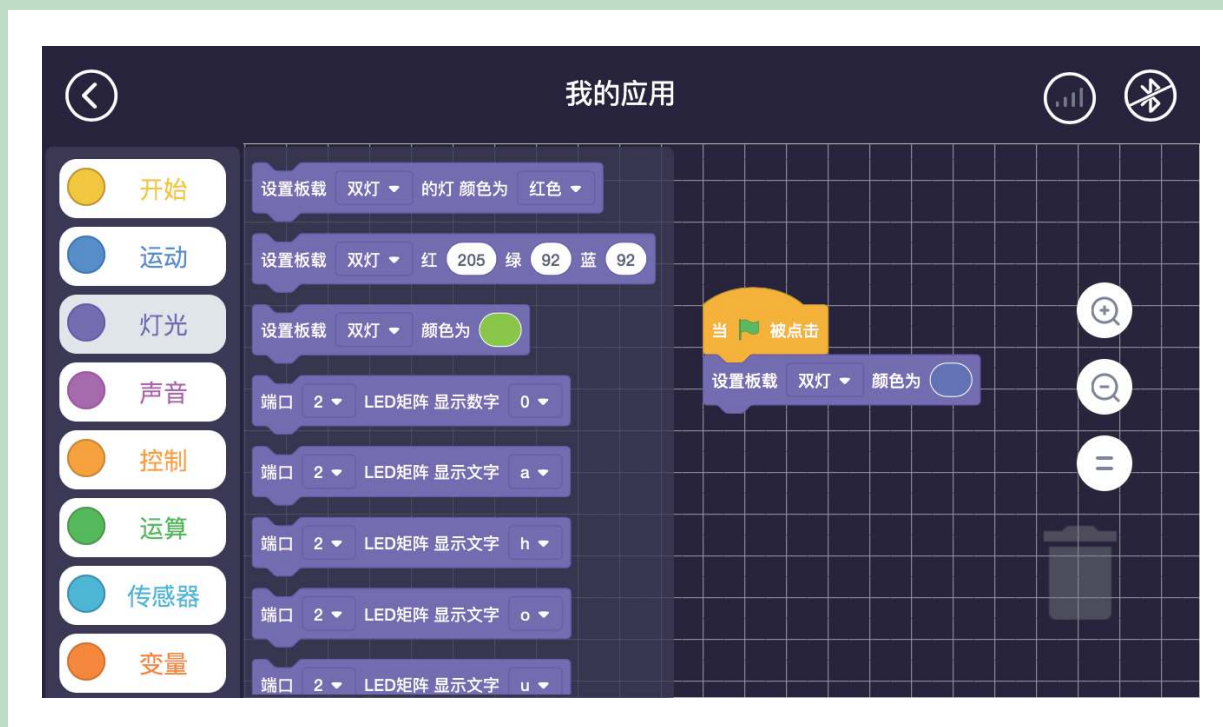 我的应用
开始
运动
灯光
声音
控制
运算
传感器
变量
设置板载 双灯 的灯 颜色为 红色
设置板载 双灯 红 205 绿 92 蓝 92
设置板载 双灯 颜色为
端口 2 LED矩阵 显示数字 0
端口 2 LED矩阵 显示文字 a
端口 2 LED矩阵 显示文字 h
端口 2 LED矩阵 显示文字 o
端口 2 LED矩阵 显示文字 u
当 被点击
设置板载 双灯 颜色为